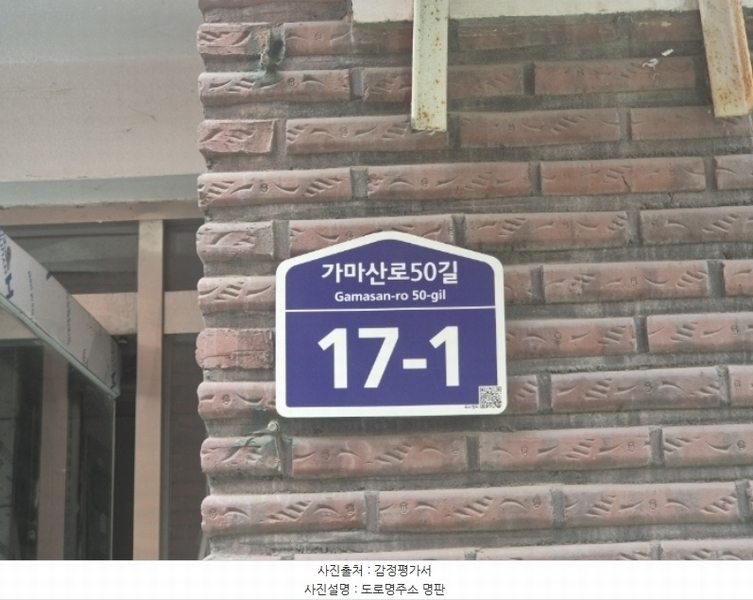 가마산로50길
Gamasan-ro 50-gil
17-1
사진출처 : 감정평가서
사진설명 : 도로명주소 명판